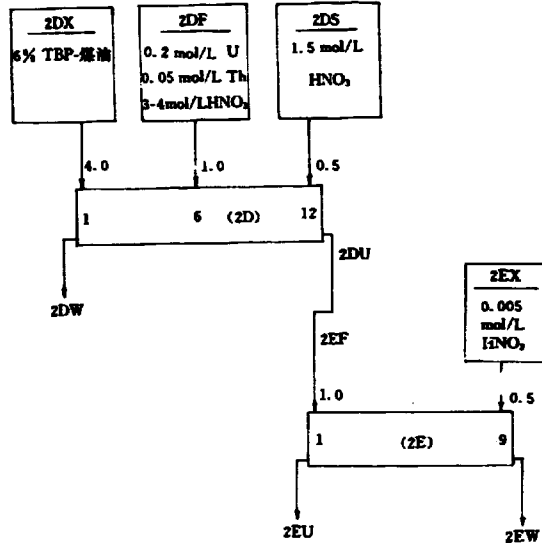 2DX
6% TBP-煤油
2DF
0.2 mol/L U
0.05 mol/L Th
3-4mol/LHNO₃
2DS
1.5 mol/L
HNO₃
4.0
1.0
0.5
1
6
(2D)
12
2DU
2DW
2EX
0.005
mol/L
HNO₃
2EF
1.0
0.5
1
(2E)
9
2EU
2EW